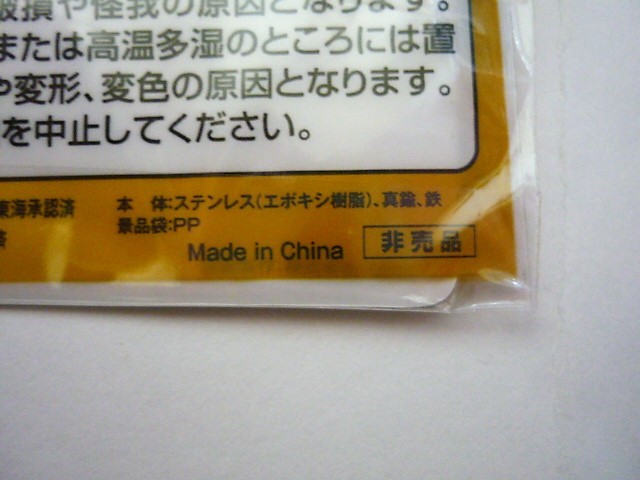 破損や怪我の原因となります。
または高温多湿のところには置
や変形、変色の原因となります。
を中止してください。
東海承認済
本 体:ステンレス(エポキシ樹脂)、真鍮、鉄
景品袋:PP
Made in China
非売品